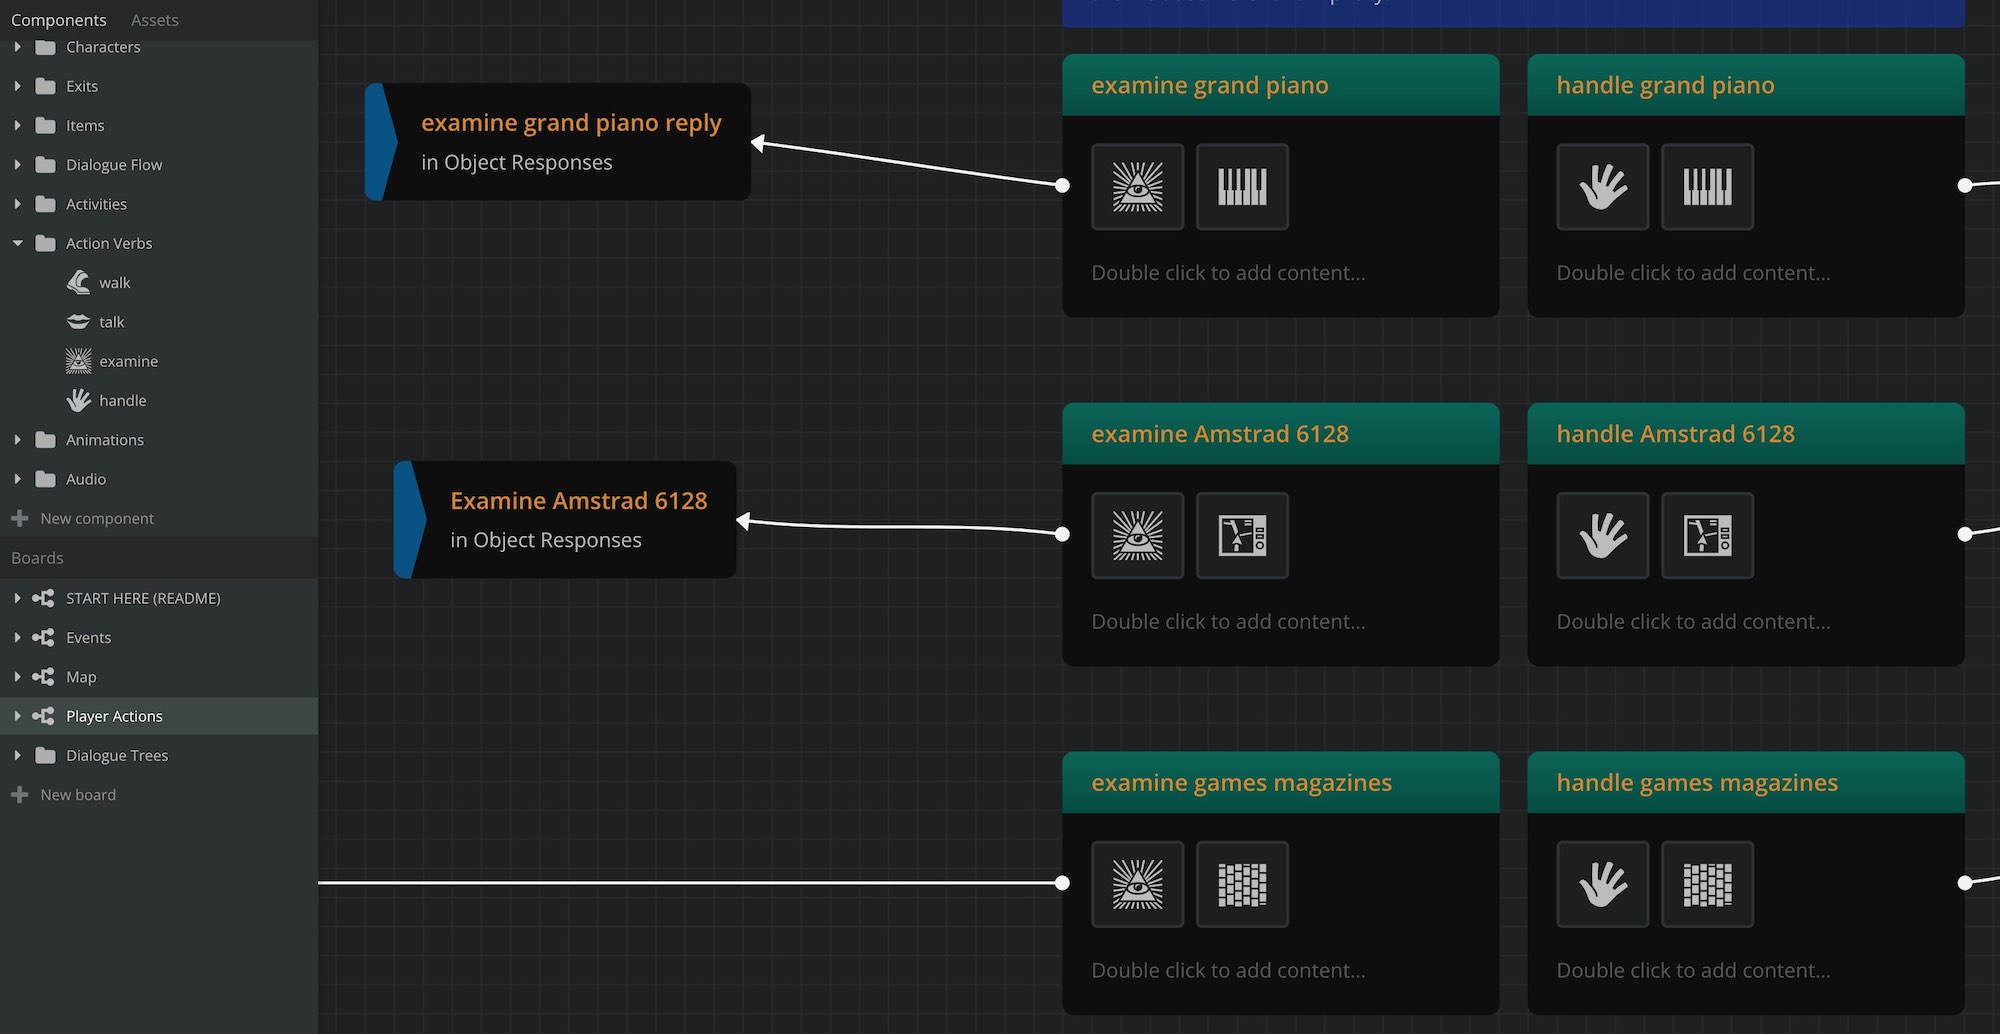 Components Assets
Characters
Exits
Items
Dialogue Flow
Activities
Action Verbs
walk
talk
examine
handle
Animations
Audio
New component
Boards
START HERE (README)
Events
Map
Player Actions
Dialogue Trees
New board
examine grand piano reply
in Object Responses
examine grand piano
Double click to add content...
handle grand piano
Double click to add content...
Examine Amstrad 6128
in Object Responses
examine Amstrad 6128
Double click to add content...
handle Amstrad 6128
Double click to add content...
examine games magazines
Double click to add content...
handle games magazines
Double click to add content...